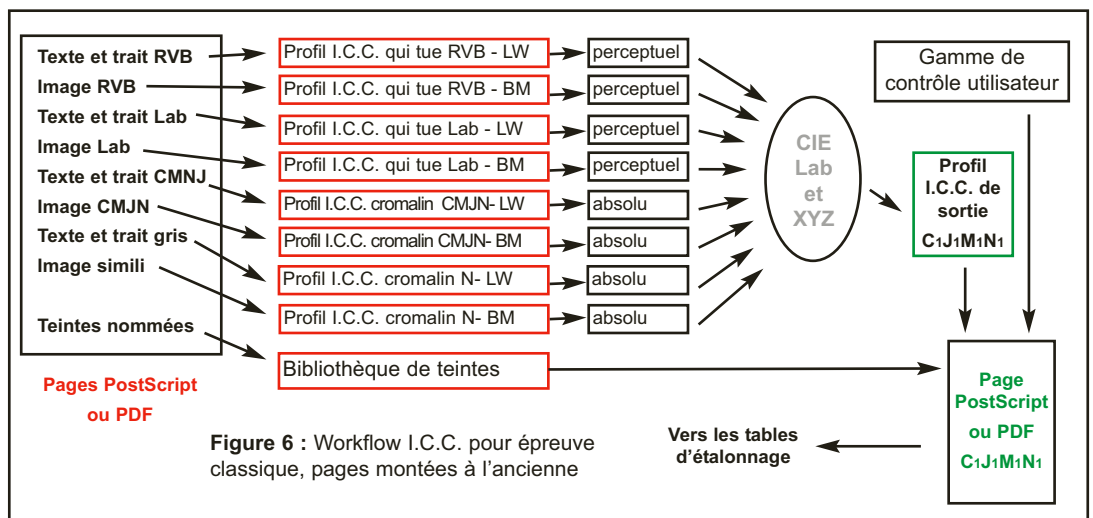 Texte et trait RVB
Image RVB
Texte et trait Lab
Image Lab
Texte et trait CMNJ
Image CMJN
Texte et trait gris
Image simili
Teintes nommées
Pages PostScript
ou PDF
Profil I.C.C. qui tue RVB - LW
Profil I.C.C. qui tue RVB - BM
Profil I.C.C. qui tue Lab - LW
Profil I.C.C. qui tue Lab - BM
Profil I.C.C. cromalin CMJN- LW
Profil I.C.C. cromalin CMJN- BM
Profil I.C.C. cromalin N- LW
Profil I.C.C. cromalin N- BM
Bibliothèque de teintes
perceptuel
perceptuel
perceptuel
perceptuel
absolu
absolu
absolu
absolu
CIE
Lab
et
XYZ
Gamme de
contrôle utilisateur
Profil
I.C.C. de
sortie
C1J1M1N1
Page
PostScript
ou PDF
C1J1M1N1
Vers les tables
d'étalonnage
Figure 6 : Workflow I.C.C. pour épreuve
classique, pages montées à l'ancienne